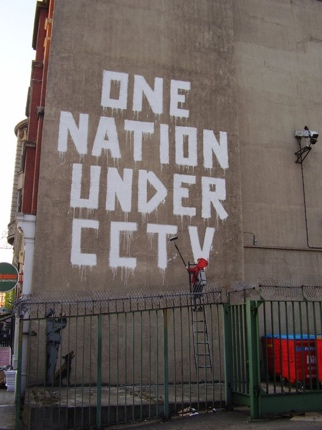 ONE
NATION
UNDER
CCTV